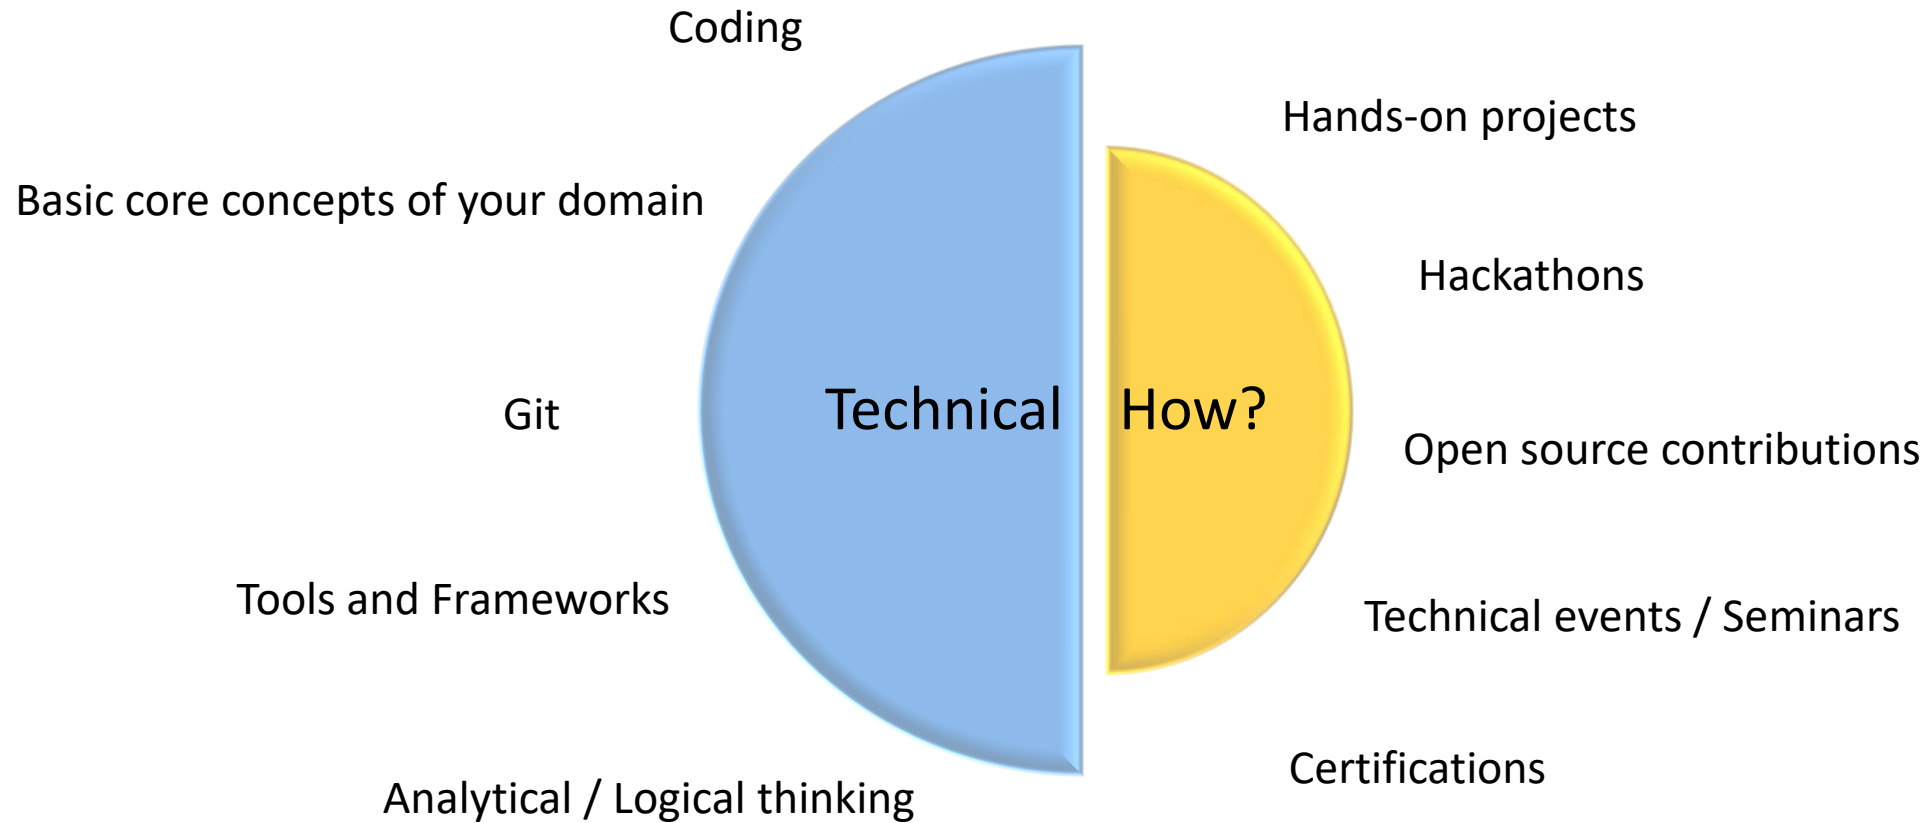 Coding
Basic core concepts of your domain
Git
Tools and Frameworks
Analytical / Logical thinking
Technical
How?
Hands-on projects
Hackathons
Open source contributions
Technical events / Seminars
Certifications